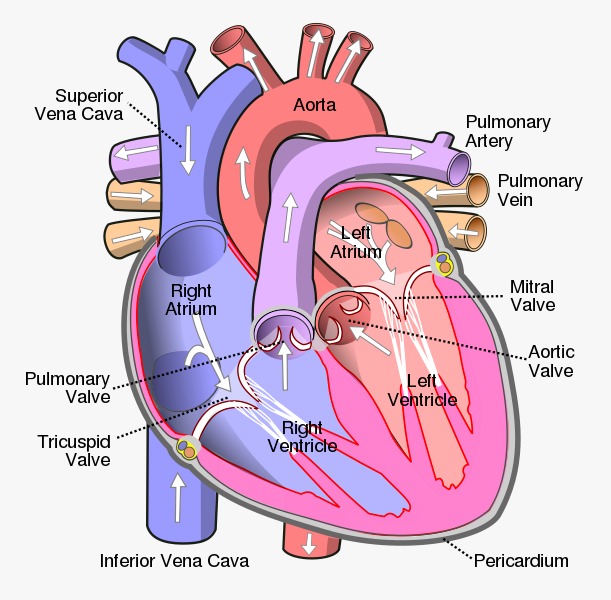 Superior
Vena Cava
Aorta
Pulmonary
Artery
Pulmonary
Vein
Left
Atrium
Right
Atrium
Mitral
Valve
Aortic
Valve
Pulmonary
Valve
Left
Ventricle
Tricuspid
Valve
Right
Ventricle
Inferior Vena Cava
Pericardium